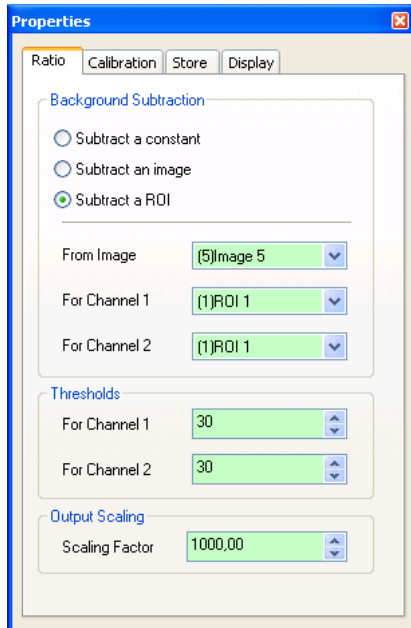 Properties
Ratio Calibration Store Display
Background Subtraction
Subtract a constant
Subtract an image
Subtract a ROI
From Image (5)Image 5
For Channel 1 (1)ROI 1
For Channel 2 (1)ROI 1
Thresholds
For Channel 1 30
For Channel 2 30
Output Scaling
Scaling Factor 1000,00